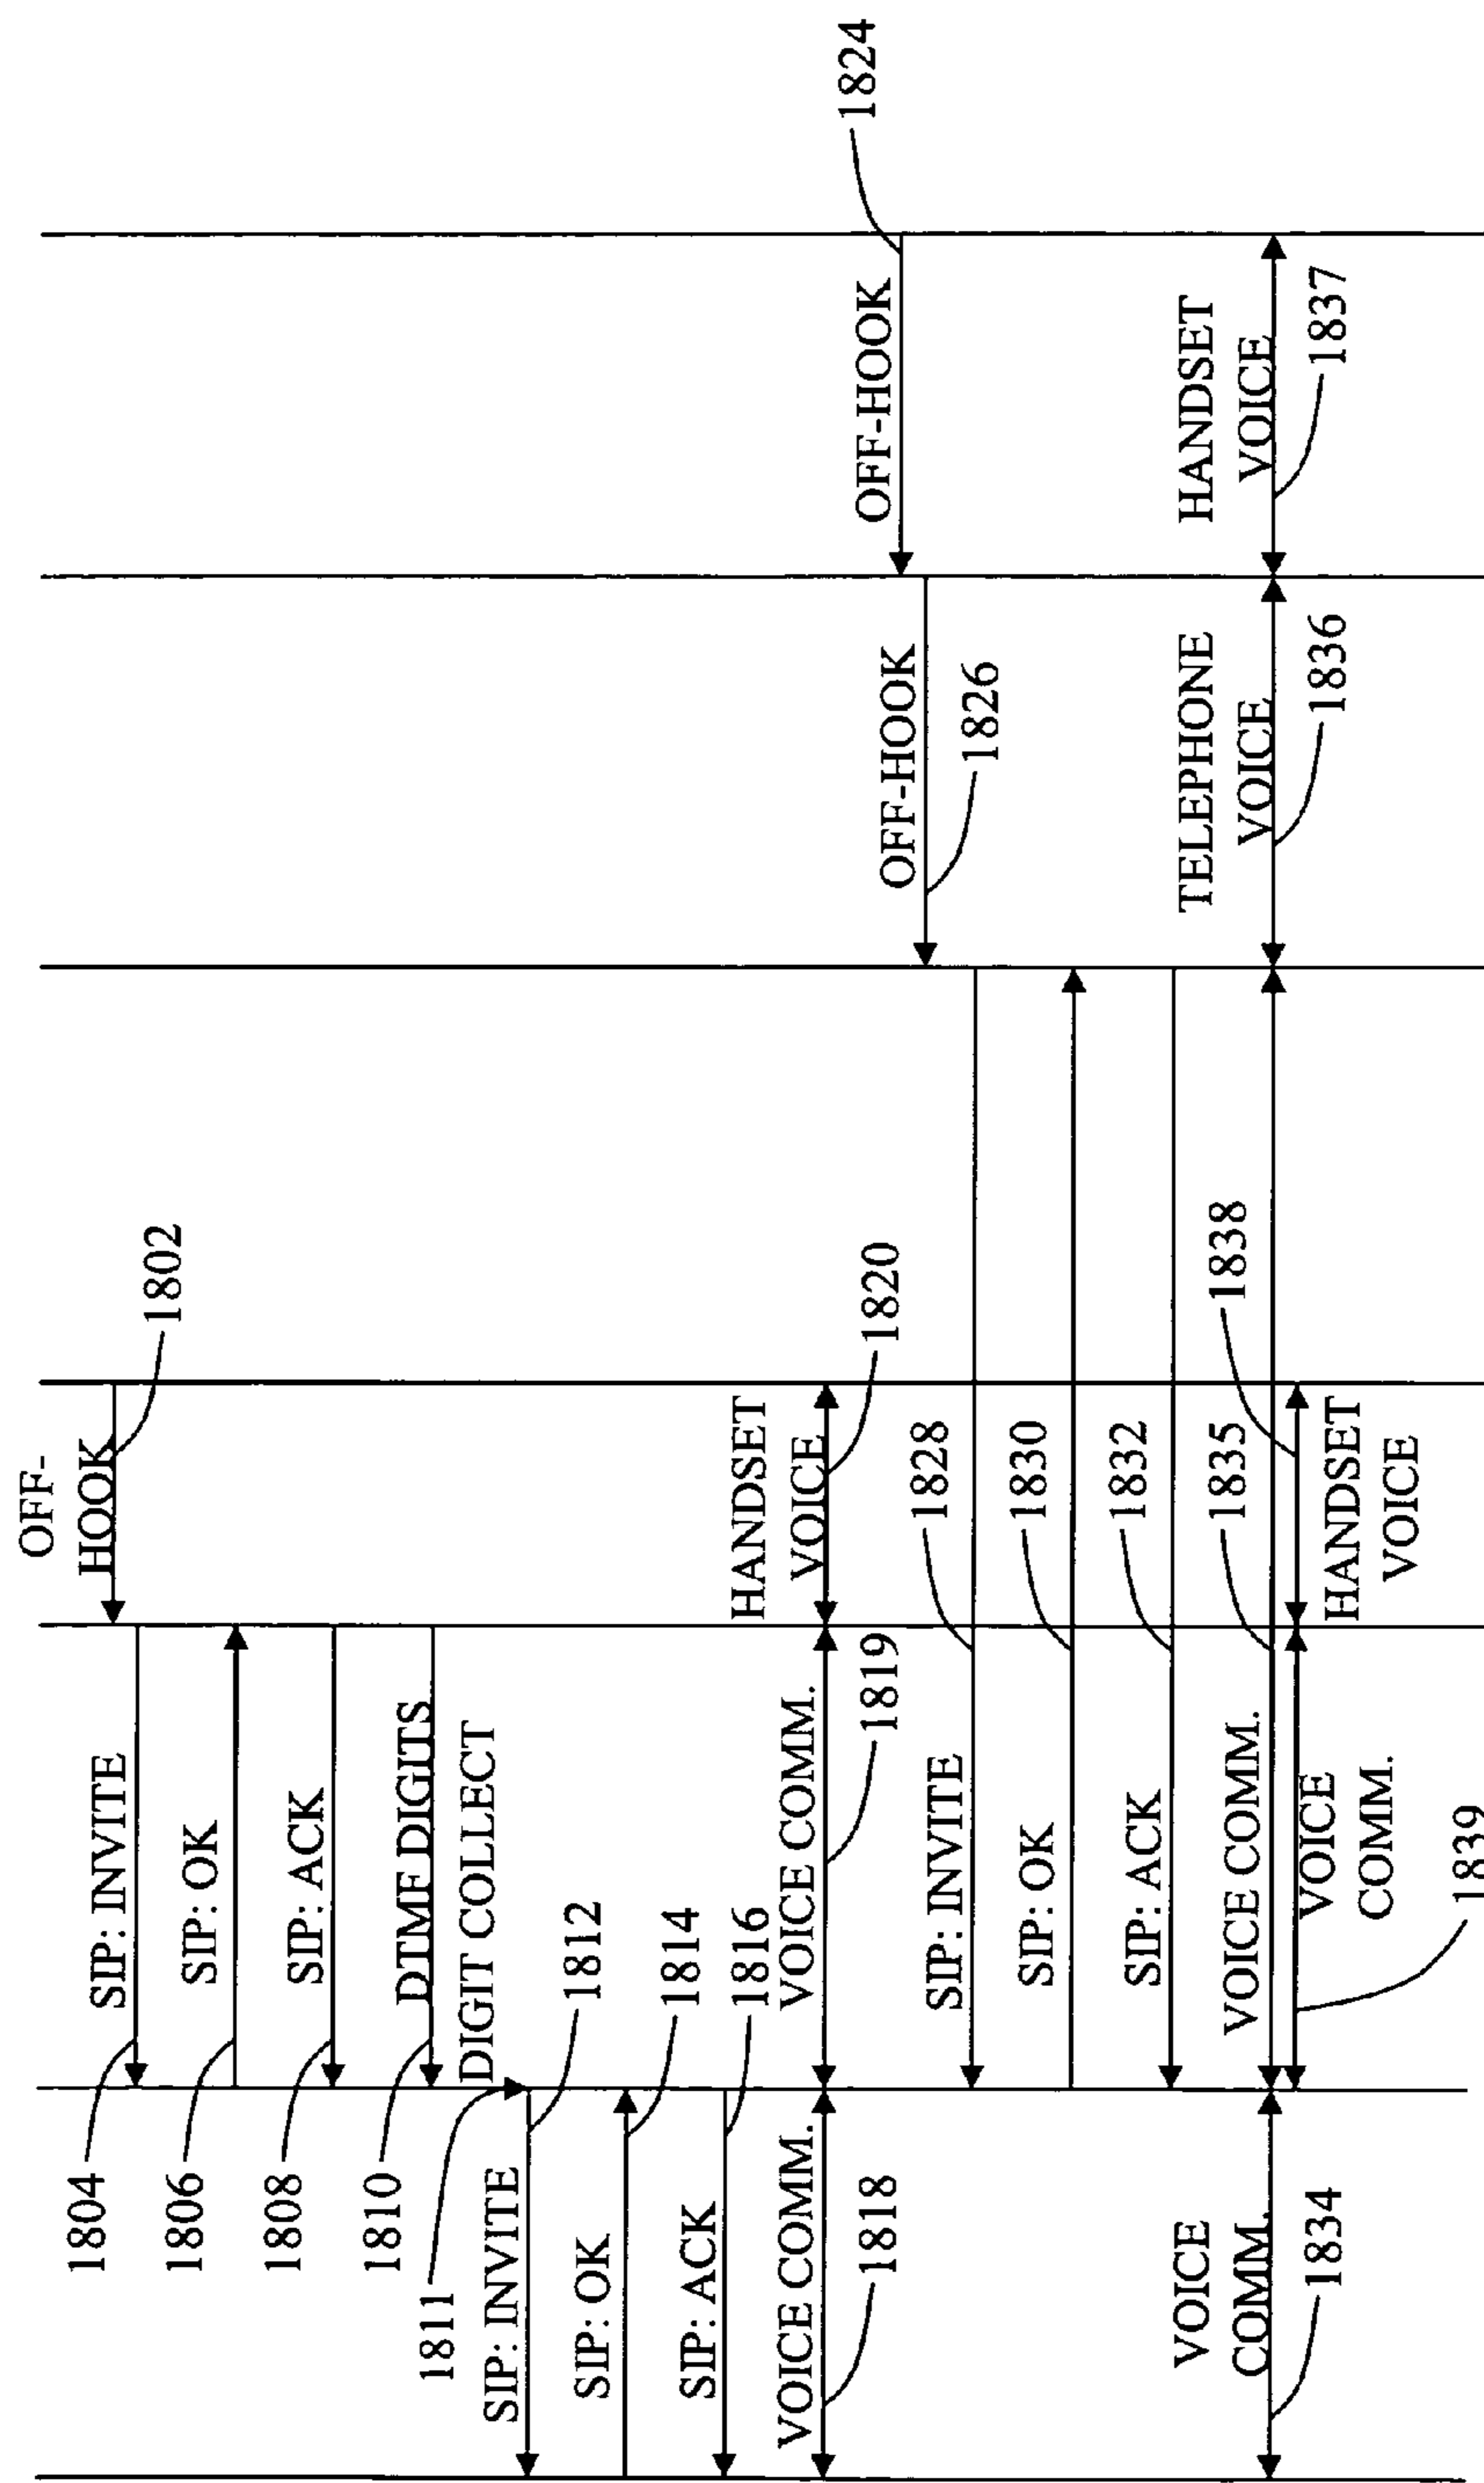 OFF-
HOOK
1802
1804
SIP: INVITE
1806
SIP: OK
1808
SIP: ACK
1810
DTMF DIGITS
DIGIT COLLECT
1811
SIP: INVITE
1812
SIP: OK
1814
SIP: ACK
1816
VOICE COMM.
1818
VOICE COMM.
1819
HANDSET
VOICE
1820
OFF-HOOK
1824
OFF-HOOK
1826
SIP: INVITE
1828
SIP: OK
1830
SIP: ACK
1832
VOICE
COMM.
1834
VOICE COMM.
1835
TELEPHONE
VOICE
1836
HANDSET
VOICE
1837
1838
HANDSET
VOICE
VOICE
COMM.
1839